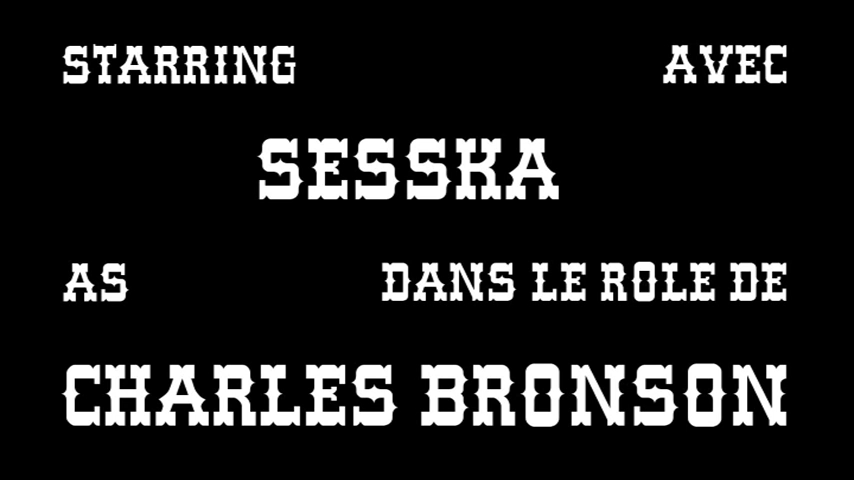 STARRING AVEC
SESSKA
AS DANS LE ROLE DE
CHARLES BRONSON